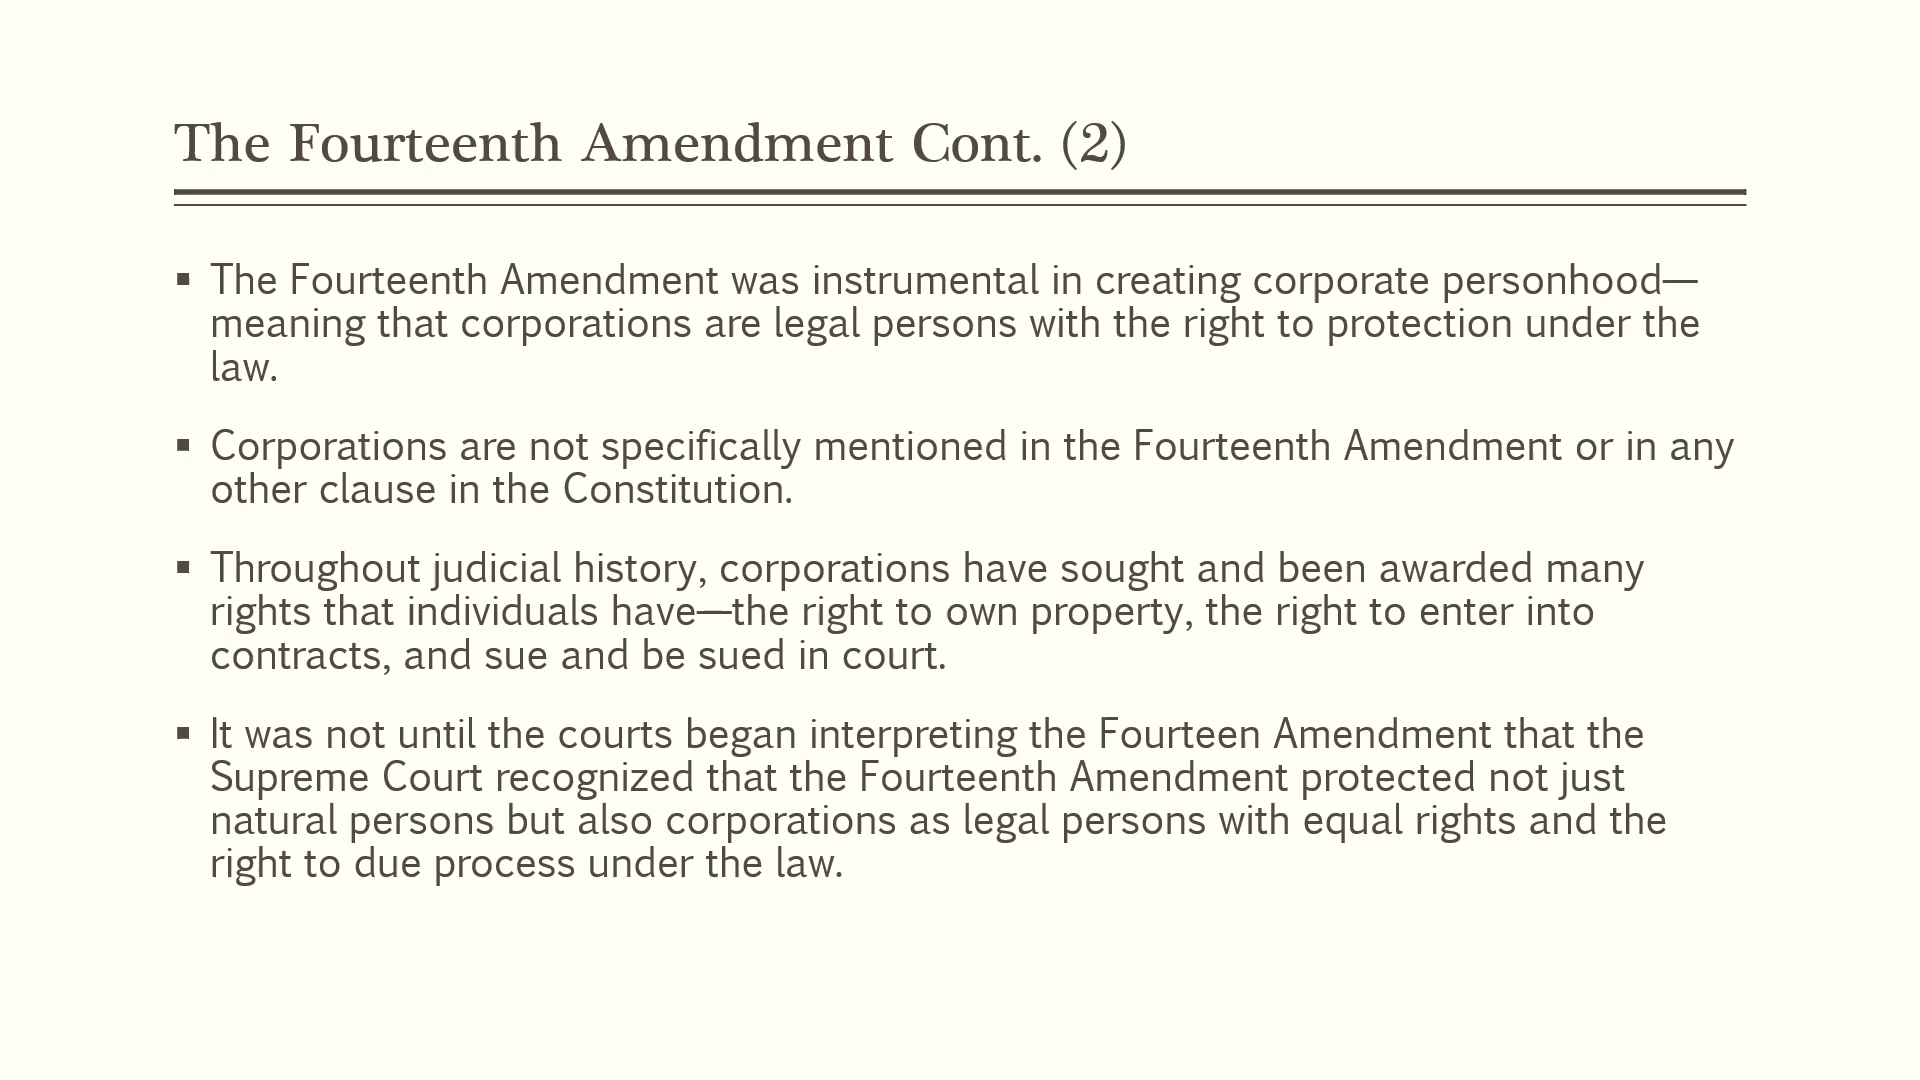 The Fourteenth Amendment Cont. (2)
▪ The Fourteenth Amendment was instrumental in creating corporate personhood—
meaning that corporations are legal persons with the right to protection under the
law.
▪ Corporations are not specifically mentioned in the Fourteenth Amendment or in any
other clause in the Constitution.
▪ Throughout judicial history, corporations have sought and been awarded many
rights that individuals have—the right to own property, the right to enter into
contracts, and sue and be sued in court.
▪ It was not until the courts began interpreting the Fourteen Amendment that the
Supreme Court recognized that the Fourteenth Amendment protected not just
natural persons but also corporations as legal persons with equal rights and the
right to due process under the law.